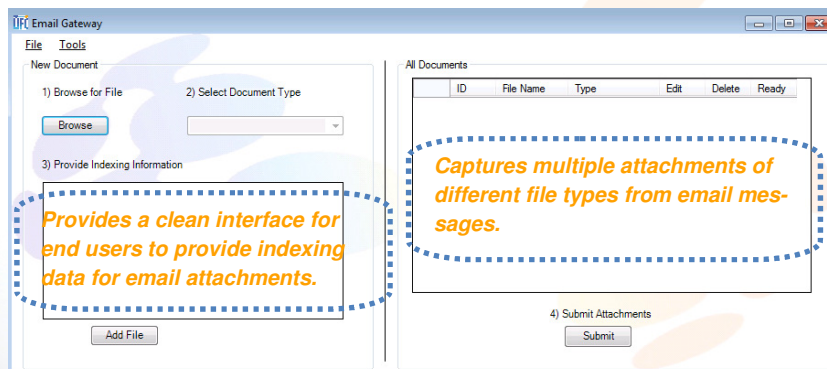 UFC Email Gateway
File Tools
New Document
1) Browse for File 2) Select Document Type
Browse
3) Provide Indexing Information
Provides a clean interface for
end users to provide indexing
data for email attachments.
Add File
All Documents
ID File Name Type Edit Delete Ready
Captures multiple attachments of
different file types from email mes-
sages.
4) Submit Attachments
Submit